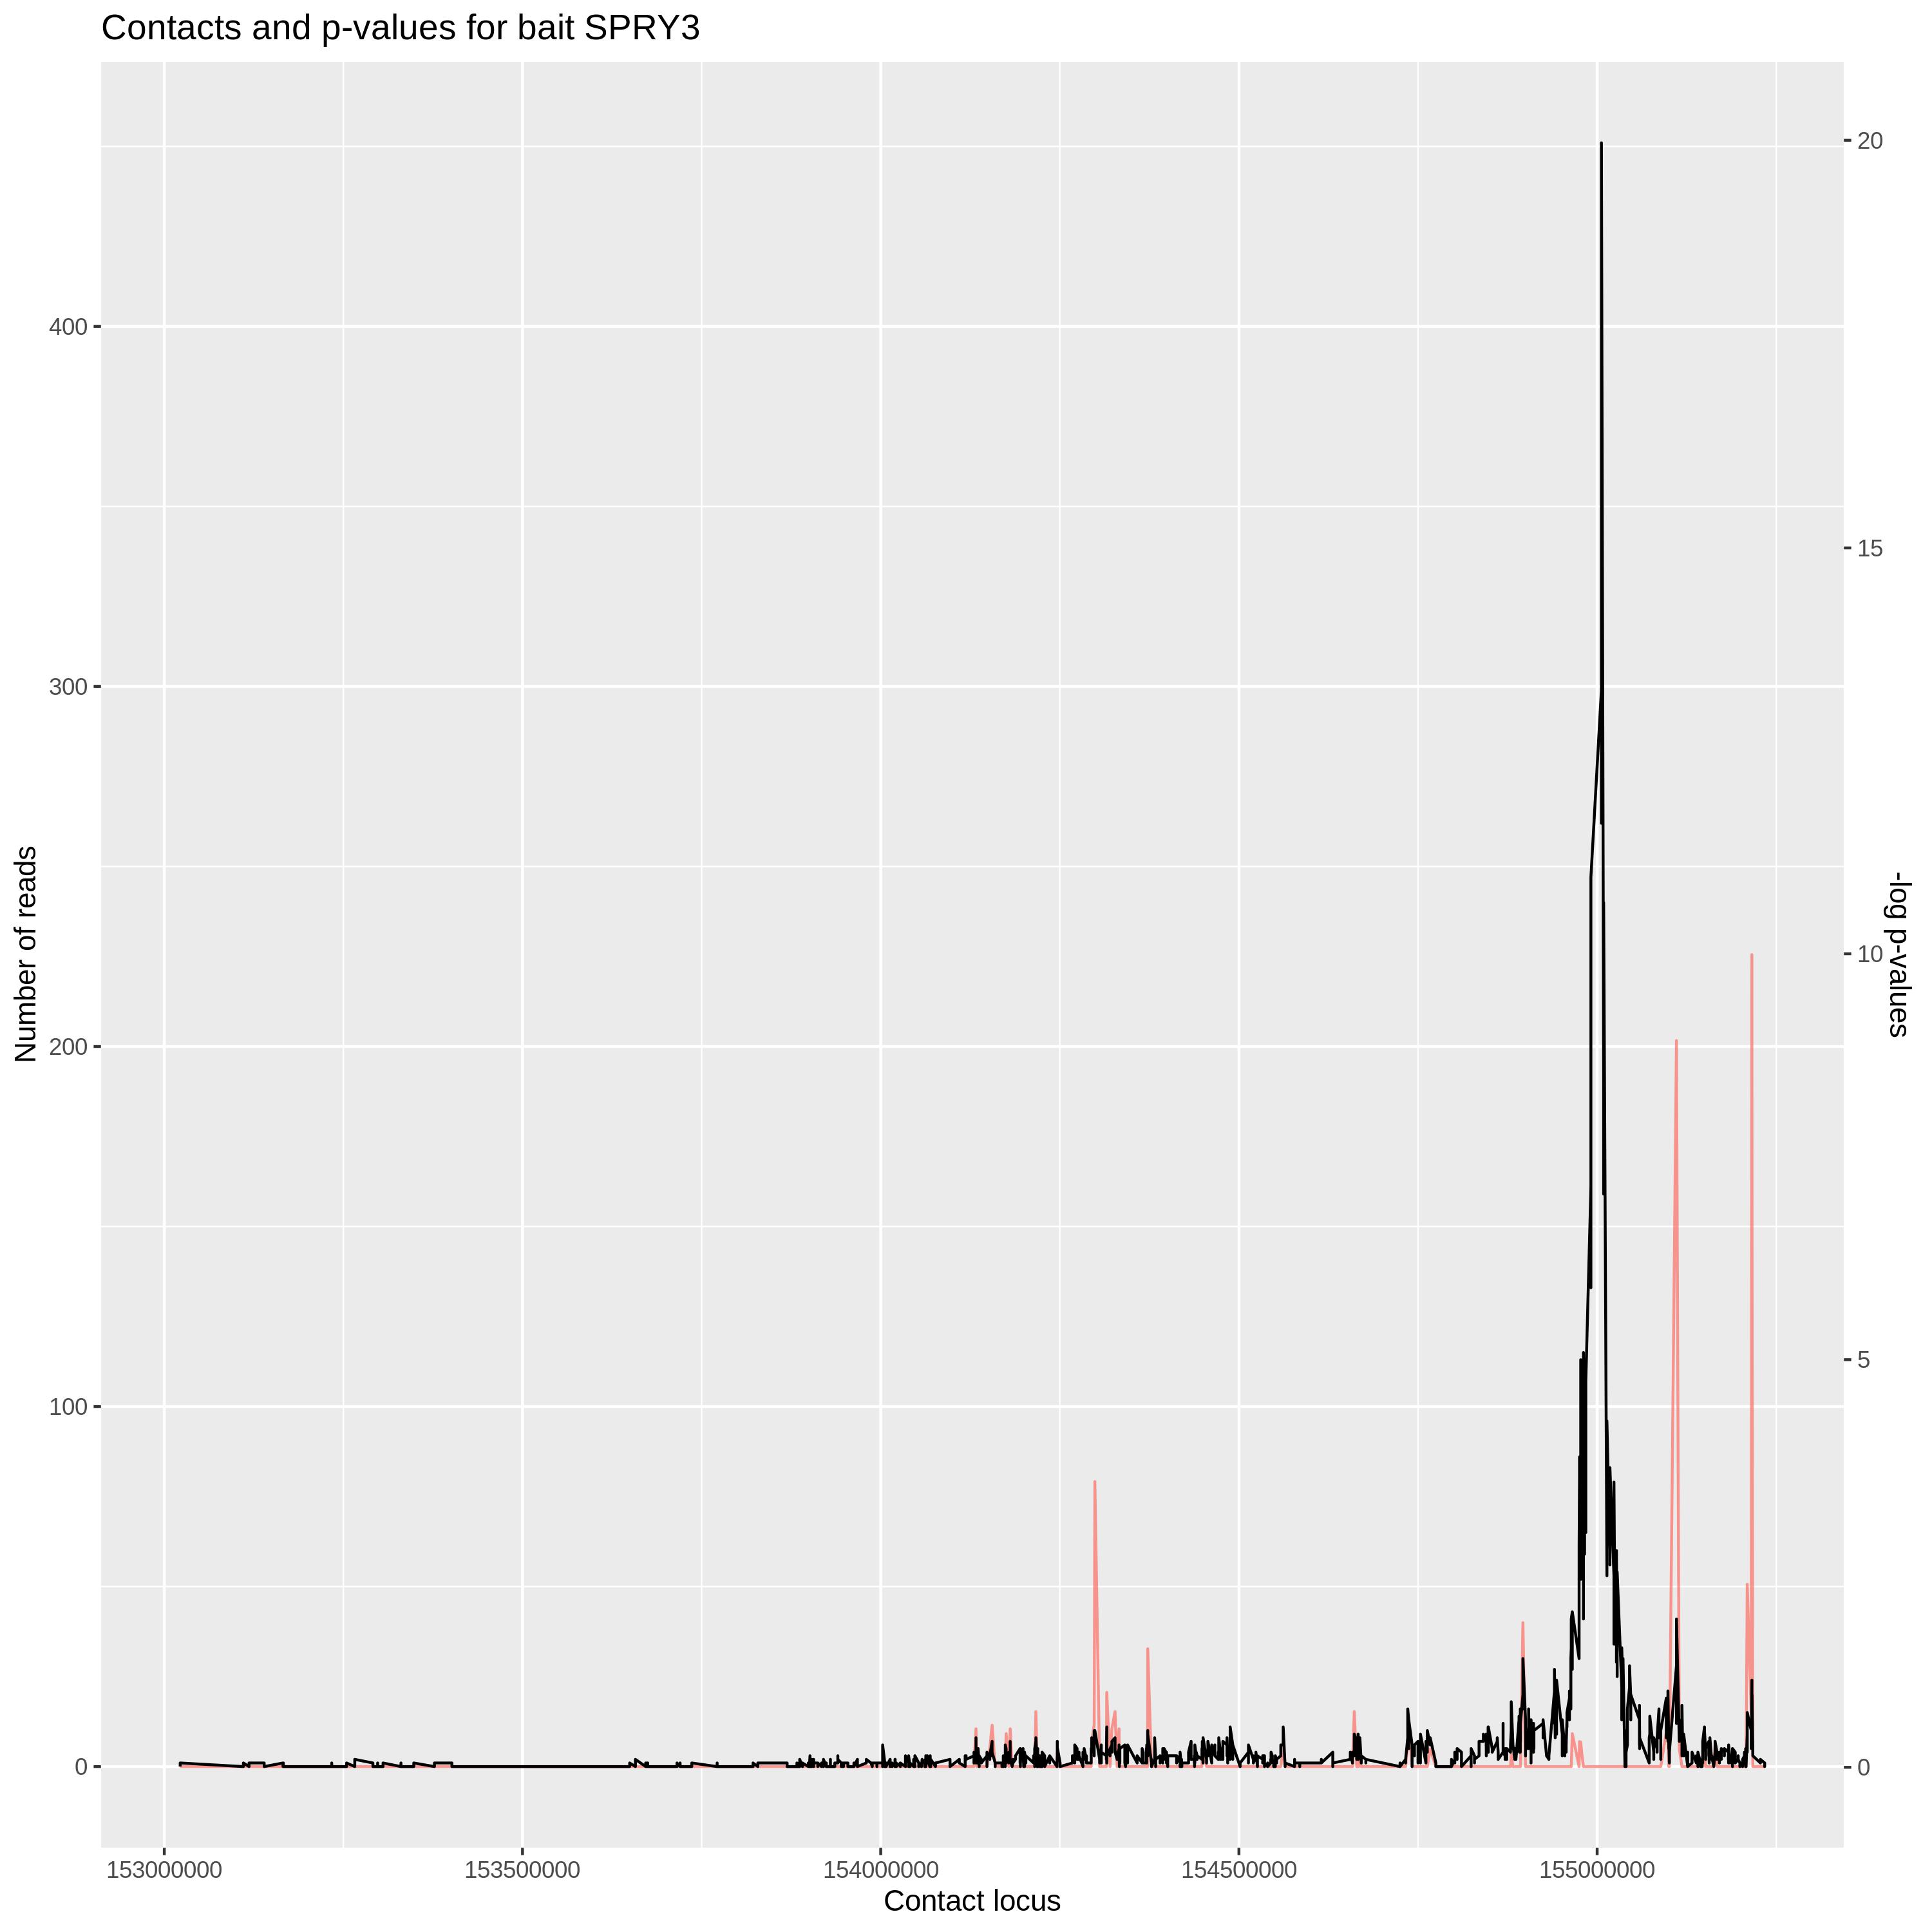 Contacts and p-values for bait SPRY3
400
300
200
100
0
Number of reads
20
15
10
5
0
-log p-values
153000000 153500000 154000000 154500000 155000000
Contact locus